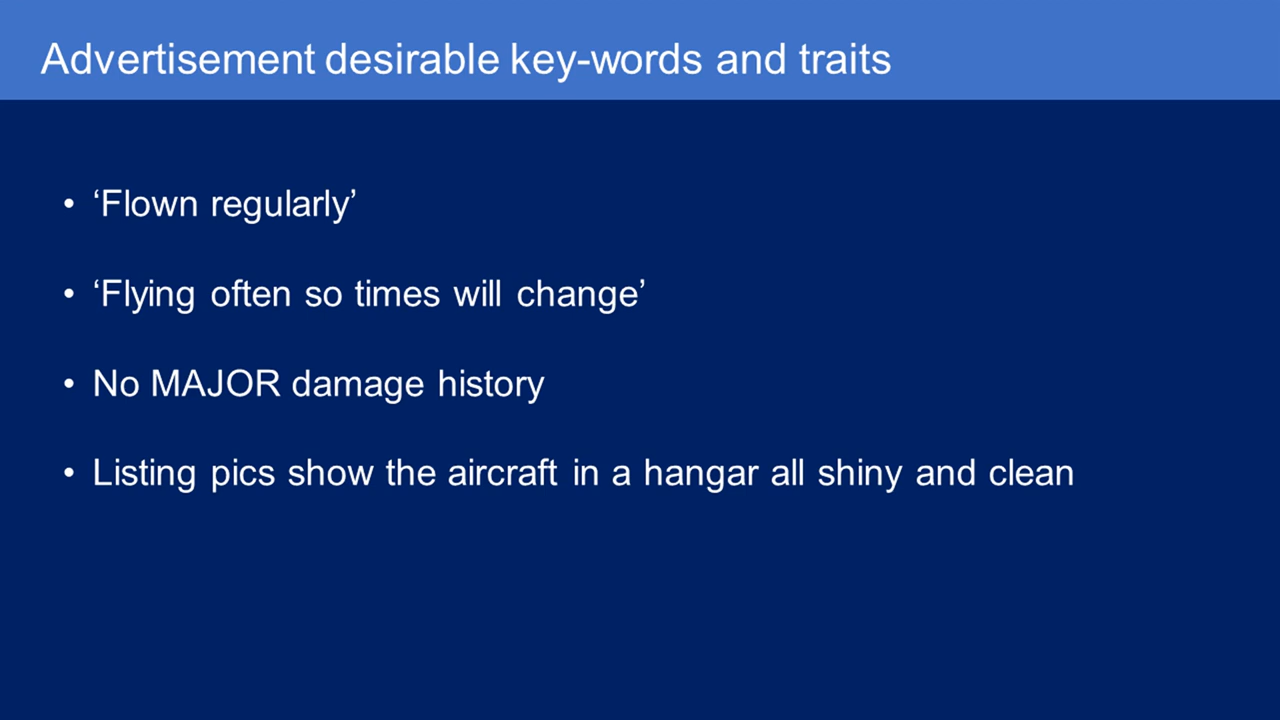 Advertisement desirable key-words and traits
• ‘Flown regularly’
• ‘Flying often so times will change’
• No MAJOR damage history
• Listing pics show the aircraft in a hangar all shiny and clean